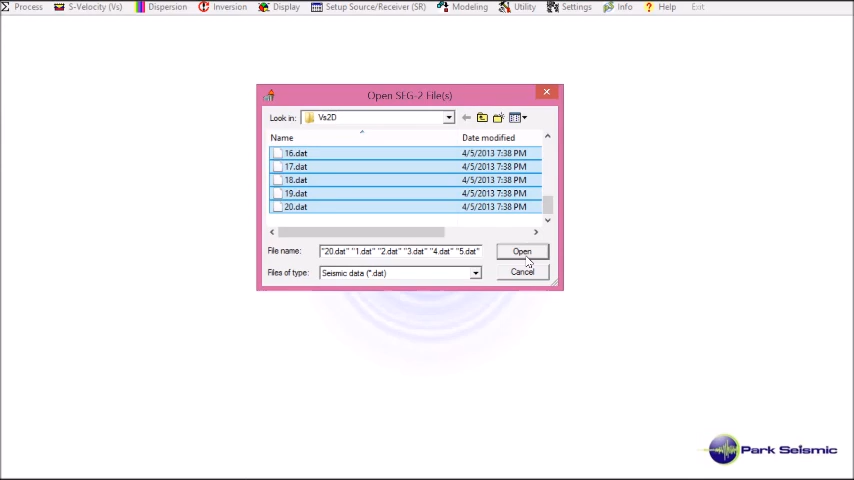 Process S-Velocity (Vs) Dispersion Inversion Display Setup Source/Receiver (SR) Modeling Utility Settings Info Help Exit
Open SEG-2 File(s)
Look in: Vs2D
Name Date modified
16.dat 4/5/2013 7:38 PM
17.dat 4/5/2013 7:38 PM
18.dat 4/5/2013 7:38 PM
19.dat 4/5/2013 7:38 PM
20.dat 4/5/2013 7:38 PM
File name: "20.dat" "1.dat" "2.dat" "3.dat" "4.dat" "5.dat" Open
Files of type: Seismic data (*.dat) Cancel
Park Seismic